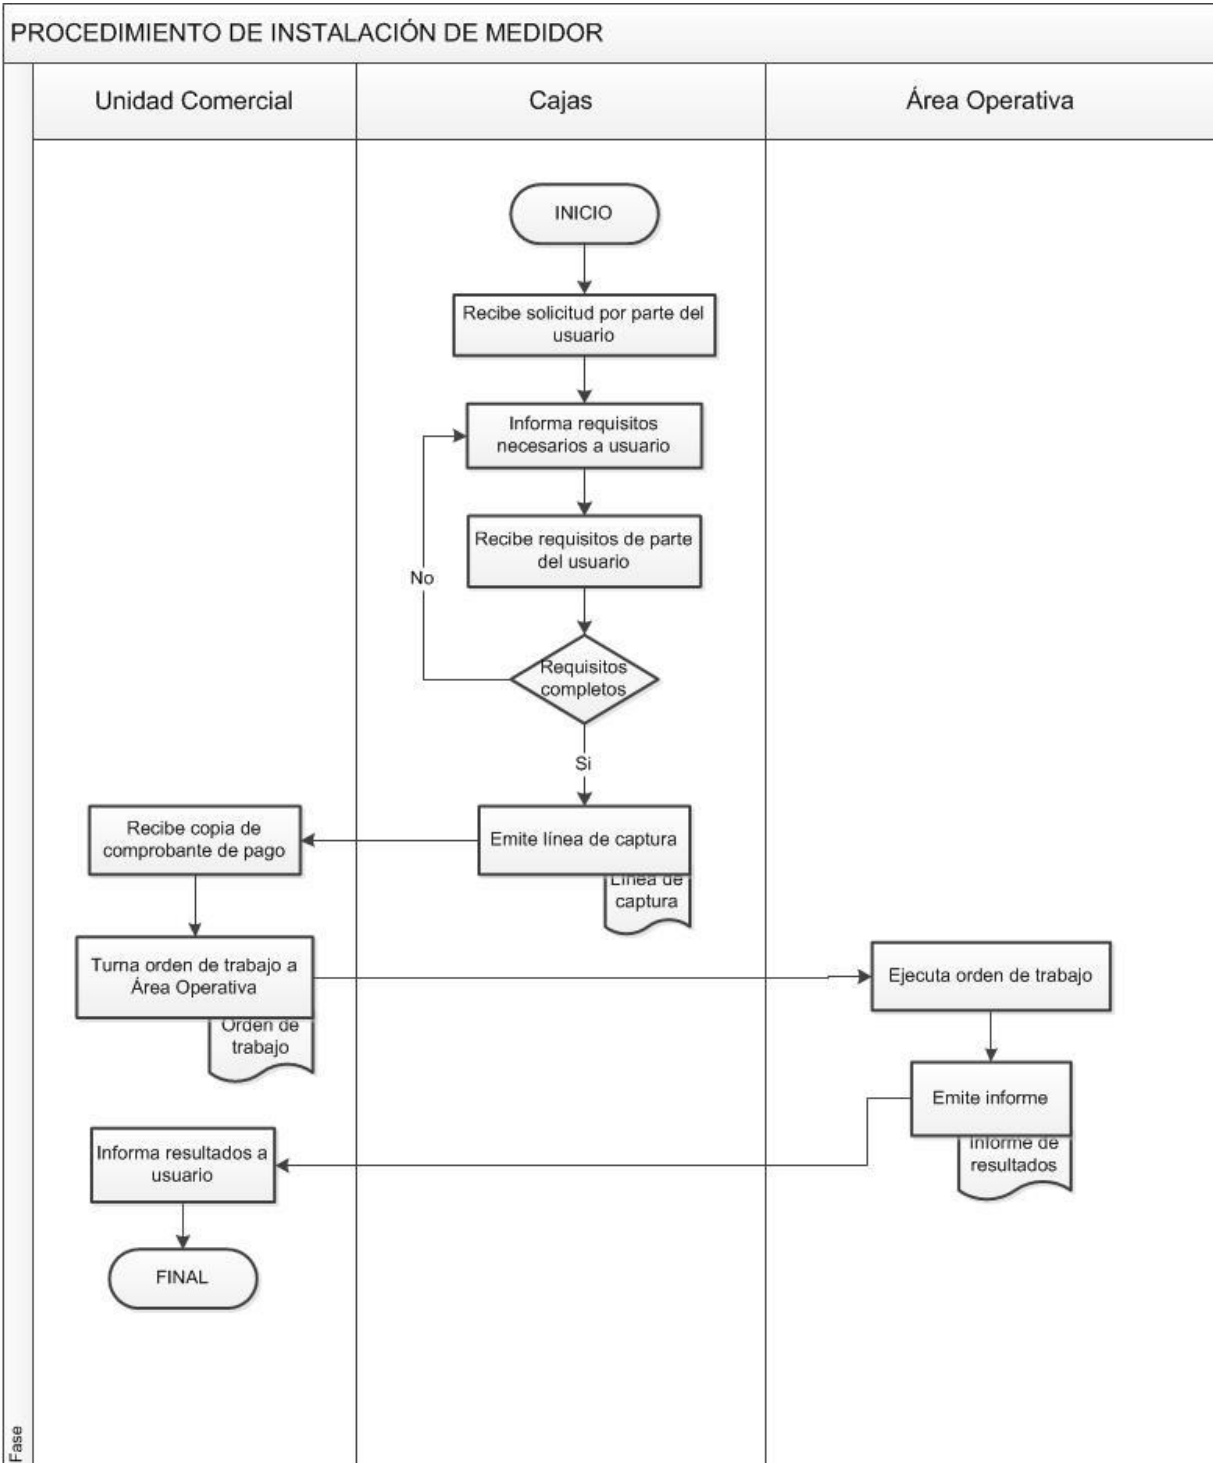 PROCEDIMIENTO DE INSTALACIÓN DE MEDIDOR
Unidad Comercial
Cajas
Área Operativa
INICIO
Recibe solicitud por parte del
usuario
Informa requisitos
necesarios a usuario
Recibe requisitos de parte
del usuario
No
Requisitos
completos
Si
Recibe copia de
comprobante de pago
Emite línea de captura
Línea de
captura
Turna orden de trabajo a
Área Operativa
Orden de
trabajo
Ejecuta orden de trabajo
Emite informe
Informe de
resultados
Informa resultados a
usuario
FINAL
Fase